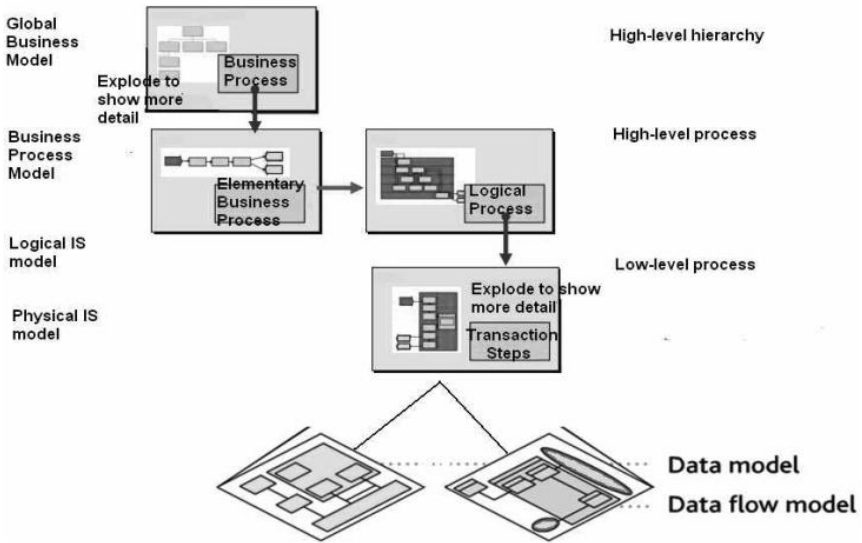 Global
Business
Model
High-level hierarchy
Business
Process
Explode to
show more
detail
Business
Process
Model
High-level process
Elementary
Business
Process
Logical
Process
Logical IS
model
Low-level process
Explode to show
more detail
Physical IS
model
Transaction
Steps
Data model
Data flow model